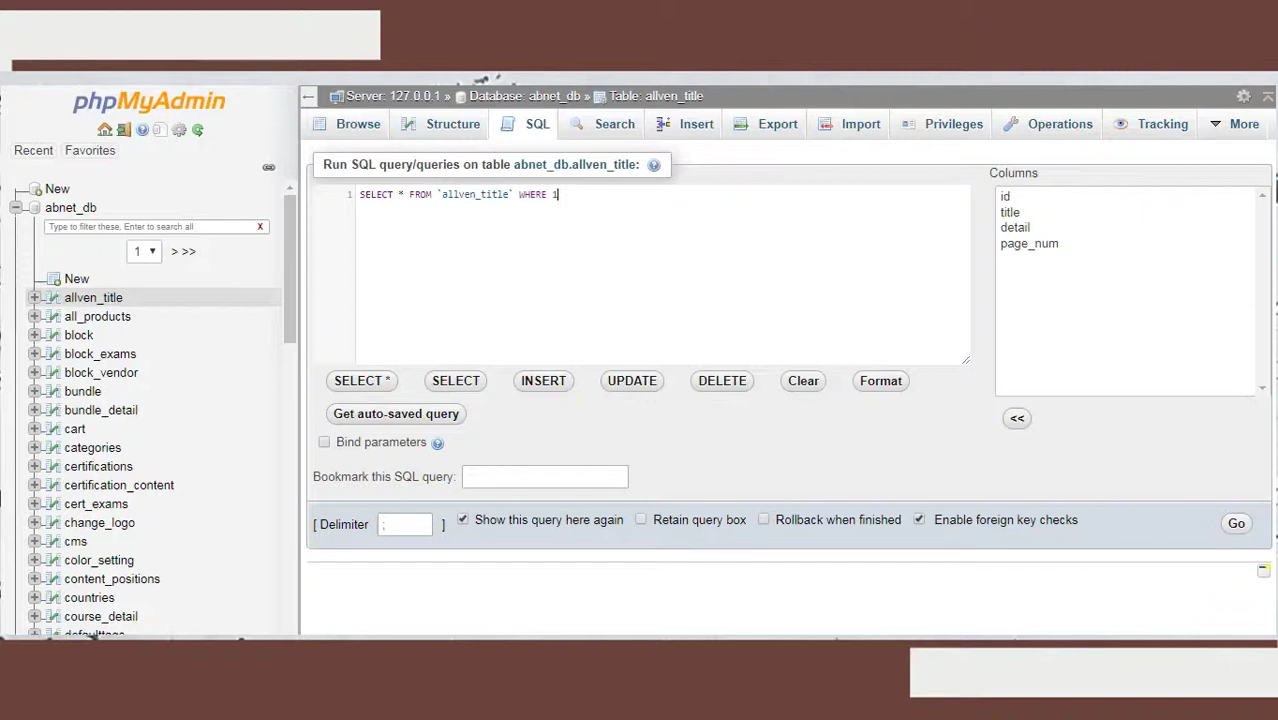 phpMyAdmin
Recent Favorites
New
abnet_db
Type to filter these, Enter to search all X
1 > >>
New
allven_title
all_products
block
block_exams
block_vendor
bundle
bundle_detail
cart
categories
certifications
certification_content
cert_exams
change_logo
cms
color_setting
content_positions
countries
course_detail
defaulttags
Server: 127.0.0.1 » Database: abnet_db » Table: allven_title
Browse Structure SQL Search Insert Export Import Privileges Operations Tracking More
Run SQL query/queries on table abnet_db.allven_title:
1 SELECT * FROM `allven_title` WHERE 1
Columns
id
title
detail
page_num
SELECT * SELECT INSERT UPDATE DELETE Clear Format
<<
Get auto-saved query
Bind parameters
Bookmark this SQL query:
[ Delimiter ; ] Show this query here again Retain query box Rollback when finished Enable foreign key checks Go